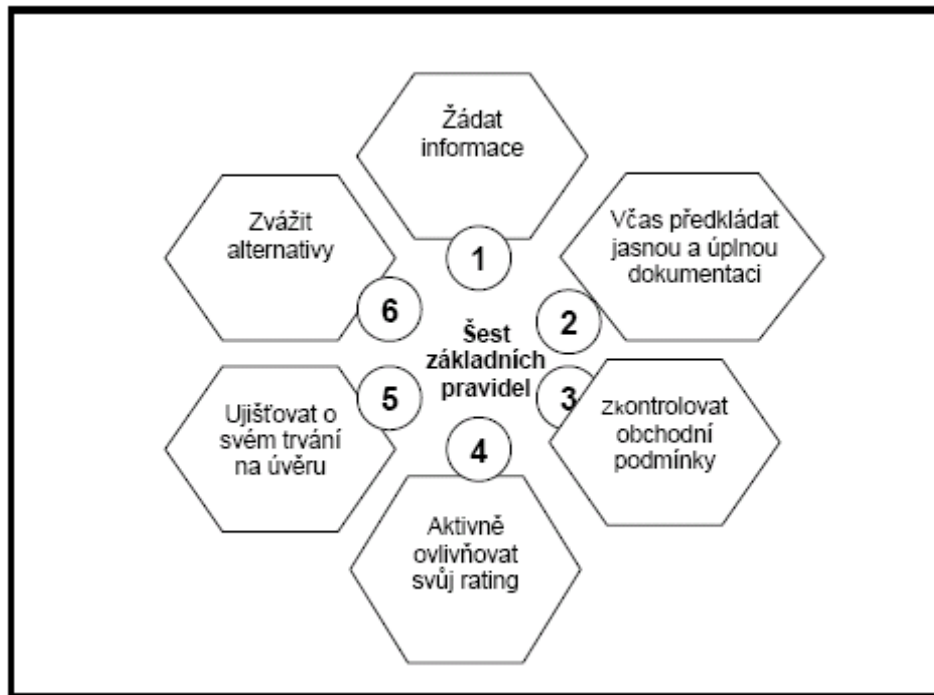 Žádat
informace
1
Včas předkládat
jasnou a úplnou
dokumentaci
2
zkontrolovat
obchodní
podmínky
3
Aktivně
ovlivňovat
svůj rating
4
Ujišťovat o
svém trvání
na úvěru
5
Zvážit
alternativy
6
Šest
základních
pravidel